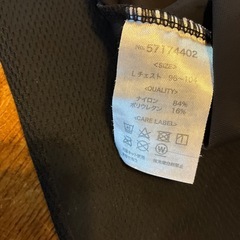 No. 57174402
<SIZE>
L チェスト 96~104
<QUALITY>
ナイロン 84%
ポリウレタン 16%
<CARE LABEL>
W